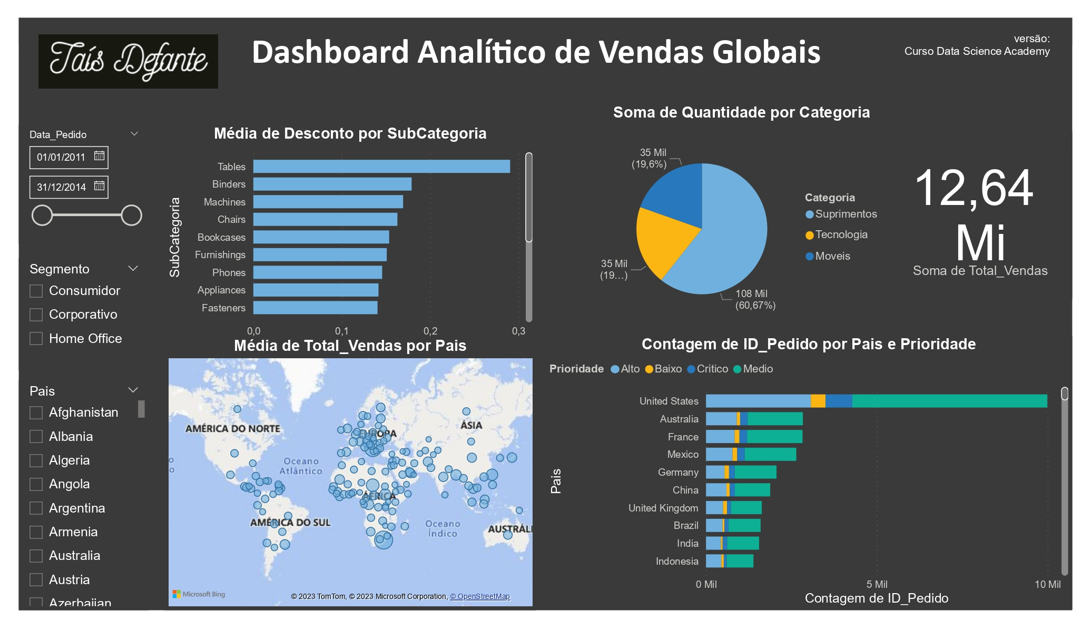 Taís Defante
Dashboard Analítico de Vendas Globais
versão:
Curso Data Science Academy
Data_Pedido
01/01/2011
31/12/2014
Segmento
Consumidor
Corporativo
Home Office
Pais
Afghanistan
Albania
Algeria
Angola
Argentina
Armenia
Australia
Austria
Azerbaijan
Média de Desconto por SubCategoria
SubCategoria
Tables
Binders
Machines
Chairs
Bookcases
Furnishings
Phones
Appliances
Fasteners
0,0 0,1 0,2 0,3
Soma de Quantidade por Categoria
35 Mil
(19,6%)
35 Mil
(19...)
108 Mil
(60,67%)
Categoria
Suprimentos
Tecnologia
Moveis
12,64
Mi
Soma de Total_Vendas
Média de Total_Vendas por Pais
AMÉRICA DO NORTE
ÁSIA
Oceano
Atlântico
ÁFRICA
AMÉRICA DO SUL
Oceano
Índico
AUSTRÁLI
Microsoft Bing
© 2023 TomTom, © 2023 Microsoft Corporation, © OpenStreetMap
Contagem de ID_Pedido por Pais e Prioridade
Prioridade Alto Baixo Critico Medio
Pais
United States
Australia
France
Mexico
Germany
China
United Kingdom
Brazil
India
Indonesia
0 Mil 5 Mil 10 Mil
Contagem de ID_Pedido